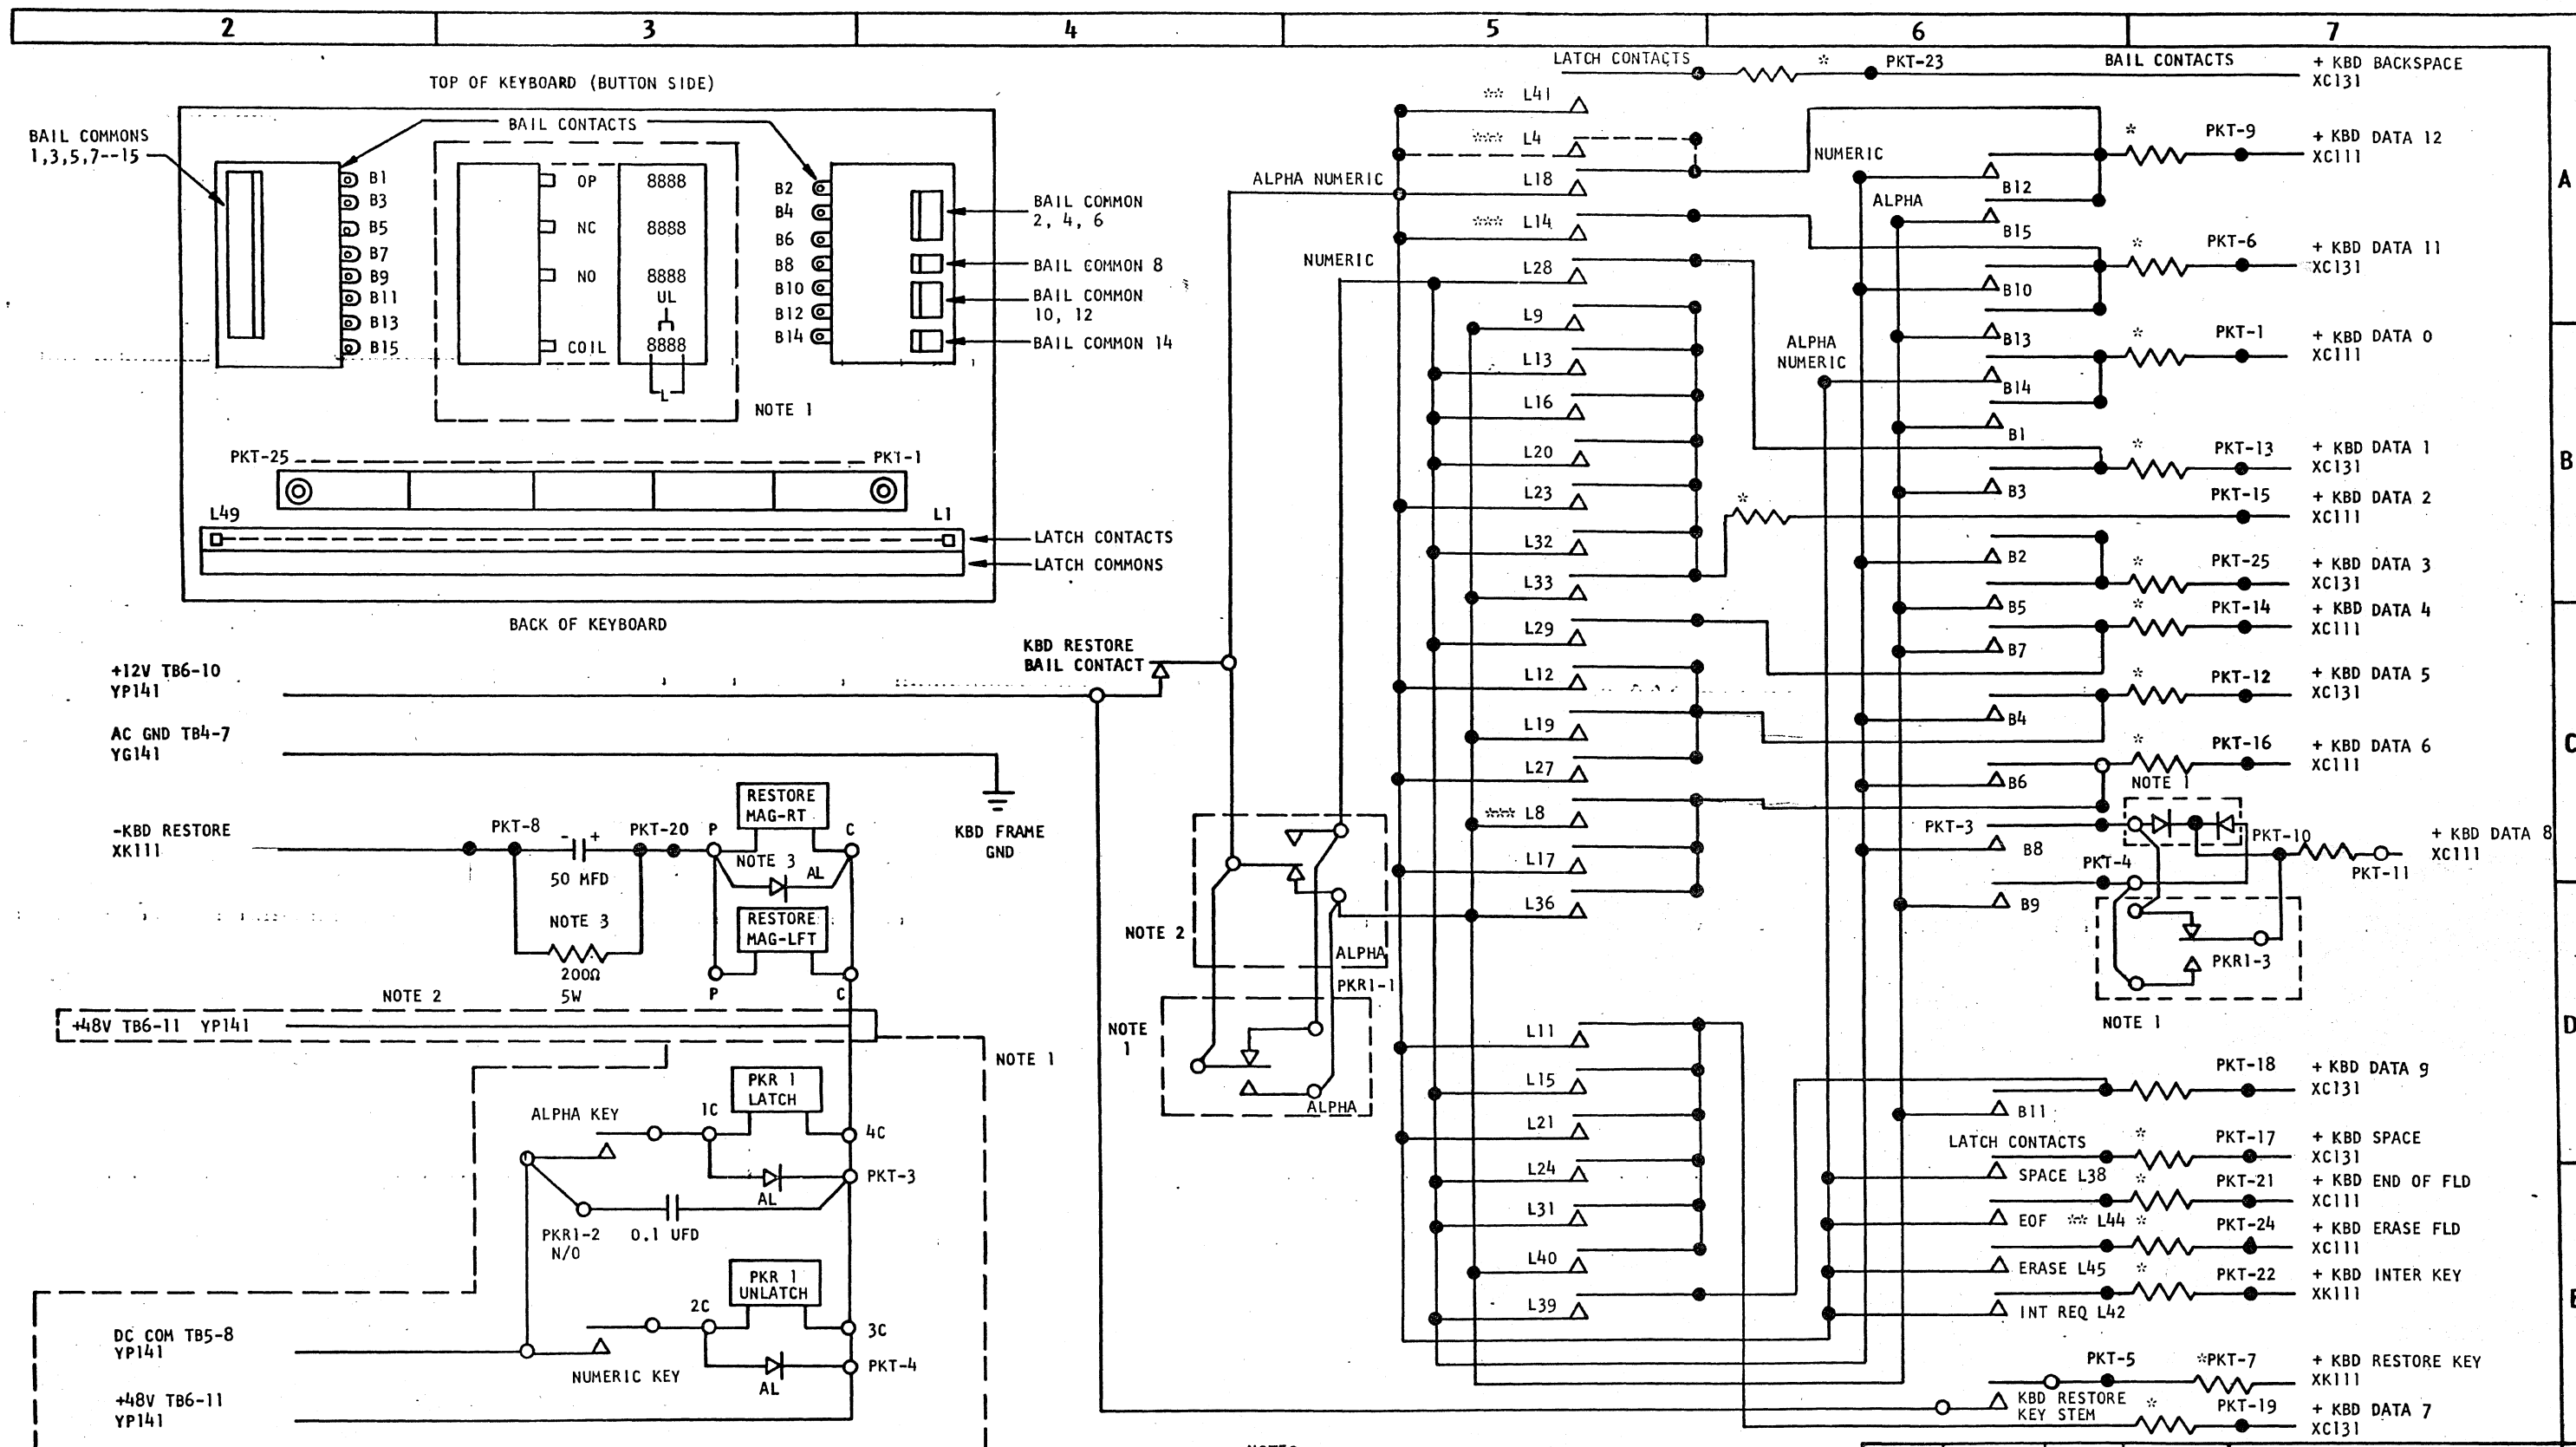 2 3 4 5 6 7
TOP OF KEYBOARD (BUTTON SIDE)
BAIL COMMONS
1,3,5,7--15
BAIL CONTACTS
B1
B3
B5
B7
B9
B11
B13
B15
OP
NC
NO
COIL
8888
8888
8888
UL
8888
L
NOTE 1
B2
B4
B6
B8
B10
B12
B14
BAIL COMMON
2, 4, 6
BAIL COMMON 8
BAIL COMMON
10, 12
BAIL COMMON 14
PKT-25
PKT-1
L49
L1
LATCH CONTACTS
LATCH COMMONS
BACK OF KEYBOARD
+12V TB6-10
YP141
KBD RESTORE
BAIL CONTACT
AC GND TB4-7
YG141
KBD FRAME
GND
-KBD RESTORE
XK111
PKT-8
- +
50 MFD
PKT-20
P
RESTORE
MAG-RT
C
NOTE 3
AL
NOTE 3
200Ω
5W
RESTORE
MAG-LFT
P
C
NOTE 2
+48V TB6-11 YP141
NOTE 1
ALPHA KEY
1C
PKR 1
LATCH
4C
PKT-3
AL
PKR1-2
N/O
0.1 UFD
PKR 1
UNLATCH
2C
3C
PKT-4
AL
NUMERIC KEY
DC COM TB5-8
YP141
+48V TB6-11
YP141
ALPHA NUMERIC
NUMERIC
NOTE 2
ALPHA
PKR1-1
NOTE
1
ALPHA
LATCH CONTACTS
** L41
*** L4
L18
*** L14
L28
L9
L13
L16
L20
L23
L32
L33
L29
L12
L19
L27
*** L8
L17
L36
L11
L15
L21
L24
L31
L40
L39
*
* PKT-23
BAIL CONTACTS
+ KBD BACKSPACE
XC131
NUMERIC
ALPHA
ALPHA
NUMERIC
B12
B15
* PKT-9
+ KBD DATA 12
XC111
B10
B13
* PKT-6
+ KBD DATA 11
XC131
B14
B1
* PKT-1
+ KBD DATA 0
XC111
B3
* PKT-13
+ KBD DATA 1
XC131
PKT-15
+ KBD DATA 2
XC111
B2
B5
* PKT-25
+ KBD DATA 3
XC131
B7
* PKT-14
+ KBD DATA 4
XC111
B4
* PKT-12
+ KBD DATA 5
XC131
B6
* PKT-16
+ KBD DATA 6
XC111
NOTE 1
PKT-3
B8
PKT-4
B9
PKT-10
PKT-11
+ KBD DATA 8
XC111
PKR1-3
NOTE 1
B11
PKT-18
+ KBD DATA 9
XC131
LATCH CONTACTS
SPACE L38
* PKT-17
+ KBD SPACE
XC131
EOF ** L44
* PKT-21
+ KBD END OF FLD
XC111
ERASE L45
* PKT-24
+ KBD ERASE FLD
XC111
INT REQ L42
* PKT-22
+ KBD INTER KEY
XK111
PKT-5
*PKT-7
+ KBD RESTORE KEY
XK111
KBD RESTORE
KEY STEM
* PKT-19
+ KBD DATA 7
XC131
A
B
C
D
E